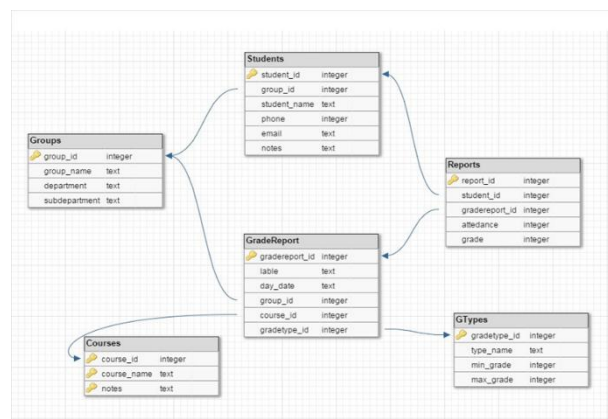 Students
student_id integer
group_id integer
student_name text
phone integer
email text
notes text
Groups
group_id integer
group_name text
department text
subdepartment text
Reports
report_id integer
student_id integer
gradereport_id integer
attedance integer
grade integer
GradeReport
gradereport_id integer
lable text
day_date text
group_id integer
course_id integer
gradetype_id integer
GTypes
gradetype_id integer
type_name text
min_grade integer
max_grade integer
Courses
course_id integer
course_name text
notes text